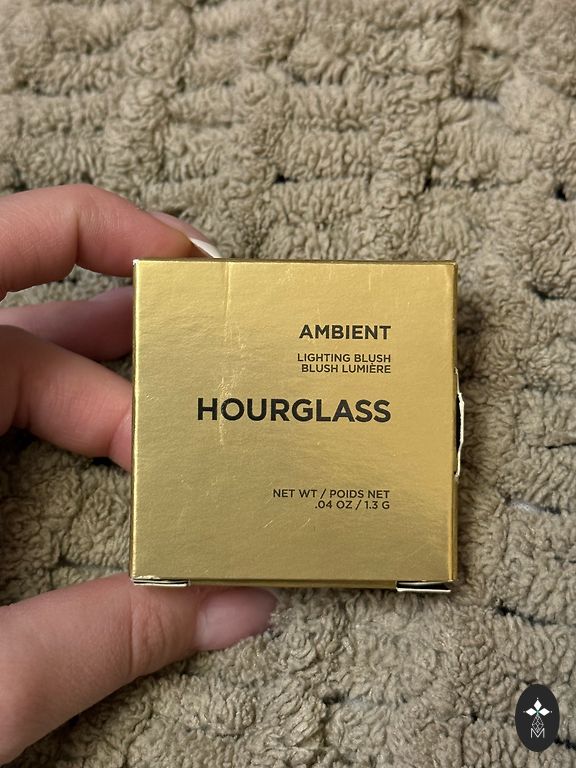 AMBIENT
LIGHTING BLUSH
BLUSH LUMIÈRE
HOURGLASS
NET WT / POIDS NET
.04 OZ / 1.3 G